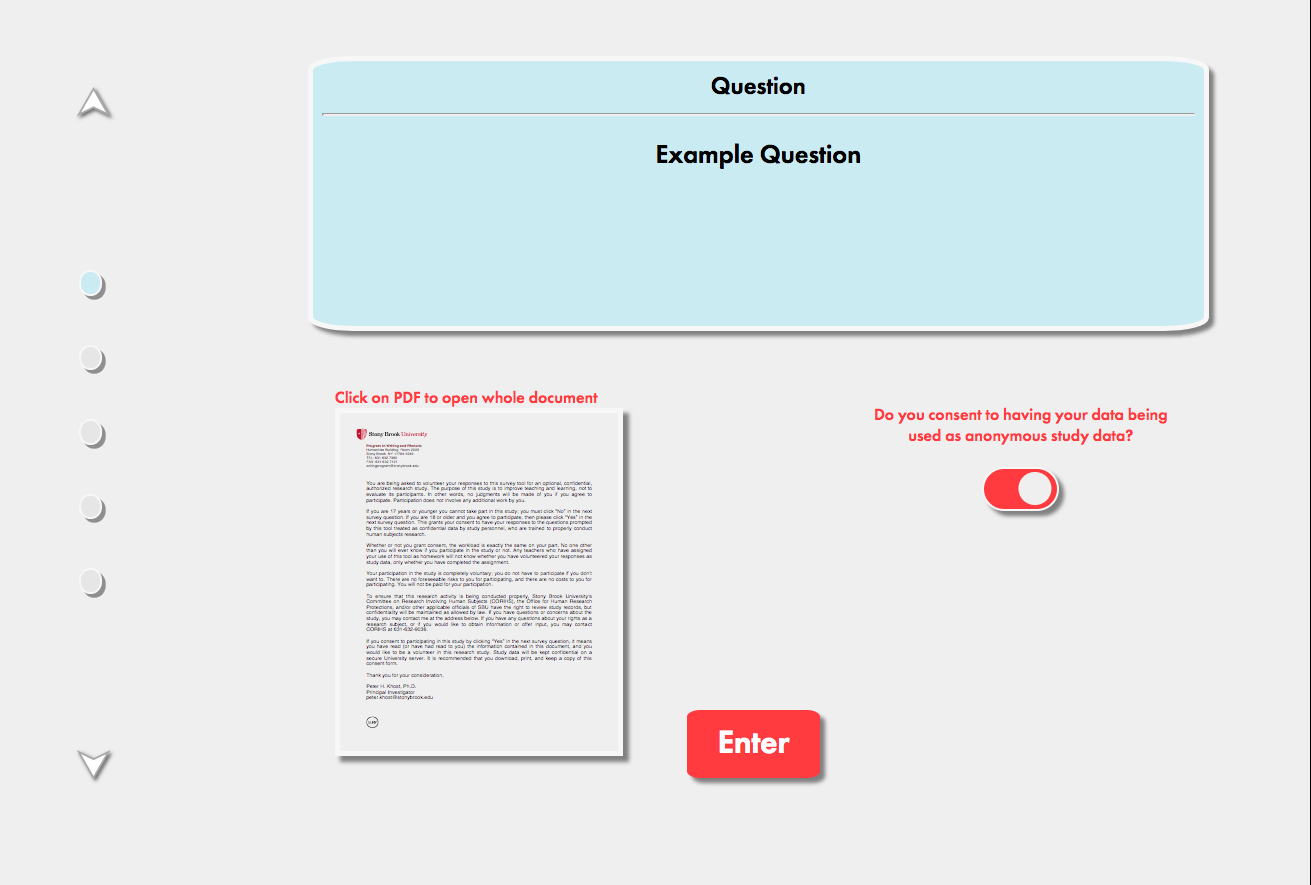 Question
Example Question
Click on PDF to open whole document
Do you consent to having your data being
used as anonymous study data?
Stony Brook University
Program in Writing and Rhetoric
Humanities Building, Room 2009
Stony Brook, NY 11794-5340
TEL: 631 632 7390
FAX: 631 632 7121
writingprogram@stonybrook.edu
You are being asked to volunteer your responses to this survey tool for an optional, confidential,
authorized research study. The purpose of this study is to improve teaching and learning, not to
evaluate its participants. In other words, no judgments will be made of you if you agree to
participate. Participation does not involve any additional work by you.
If you are 17 years or younger you cannot take part in this study; you must click "No" in the next
survey question. If you are 18 or older and you agree to participate, then please click "Yes" in the
next survey question. This grants your consent to have your responses to the questions prompted
by this tool treated as confidential data by study personnel, who are trained to properly conduct
human subjects research.
Whether or not you grant consent, the workload is exactly the same on your part. No one other
than you will ever know if you participate in the study or not. Any teachers who have assigned
your use of this tool as homework will not know whether you have volunteered your responses as
study data, only whether you have completed the assignment.
Your participation in the study is completely voluntary; you do not have to participate if you don't
want to. There are no foreseeable risks to you for participating, and there are no costs to you for
participating. You will not be paid for your participation.
To ensure that this research activity is being conducted properly, Stony Brook University's
Committee on Research Involving Human Subjects (CORIHS), the Office for Human Research
Protections, and/or other applicable officials of SBU have the right to review study records, but
confidentiality will be maintained as allowed by law. If you have questions or concerns about the
study, you may contact me at the address below. If you have any questions about your rights as a
research subject, or if you would like to obtain information or offer input, you may contact
CORIHS at 631-632-9036.
If you consent to participating in this study by clicking "Yes" in the next survey question, it means
you have read (or have had read to you) the information contained in this document, and you
would like to be a volunteer in this research study. Study data will be kept confidential on a
secure University server. It is recommended that you download, print, and keep a copy of this
consent form.
Thank you for your consideration,
Peter H. Khost, Ph.D.
Principal Investigator
peter.khost@stonybrook.edu
Enter